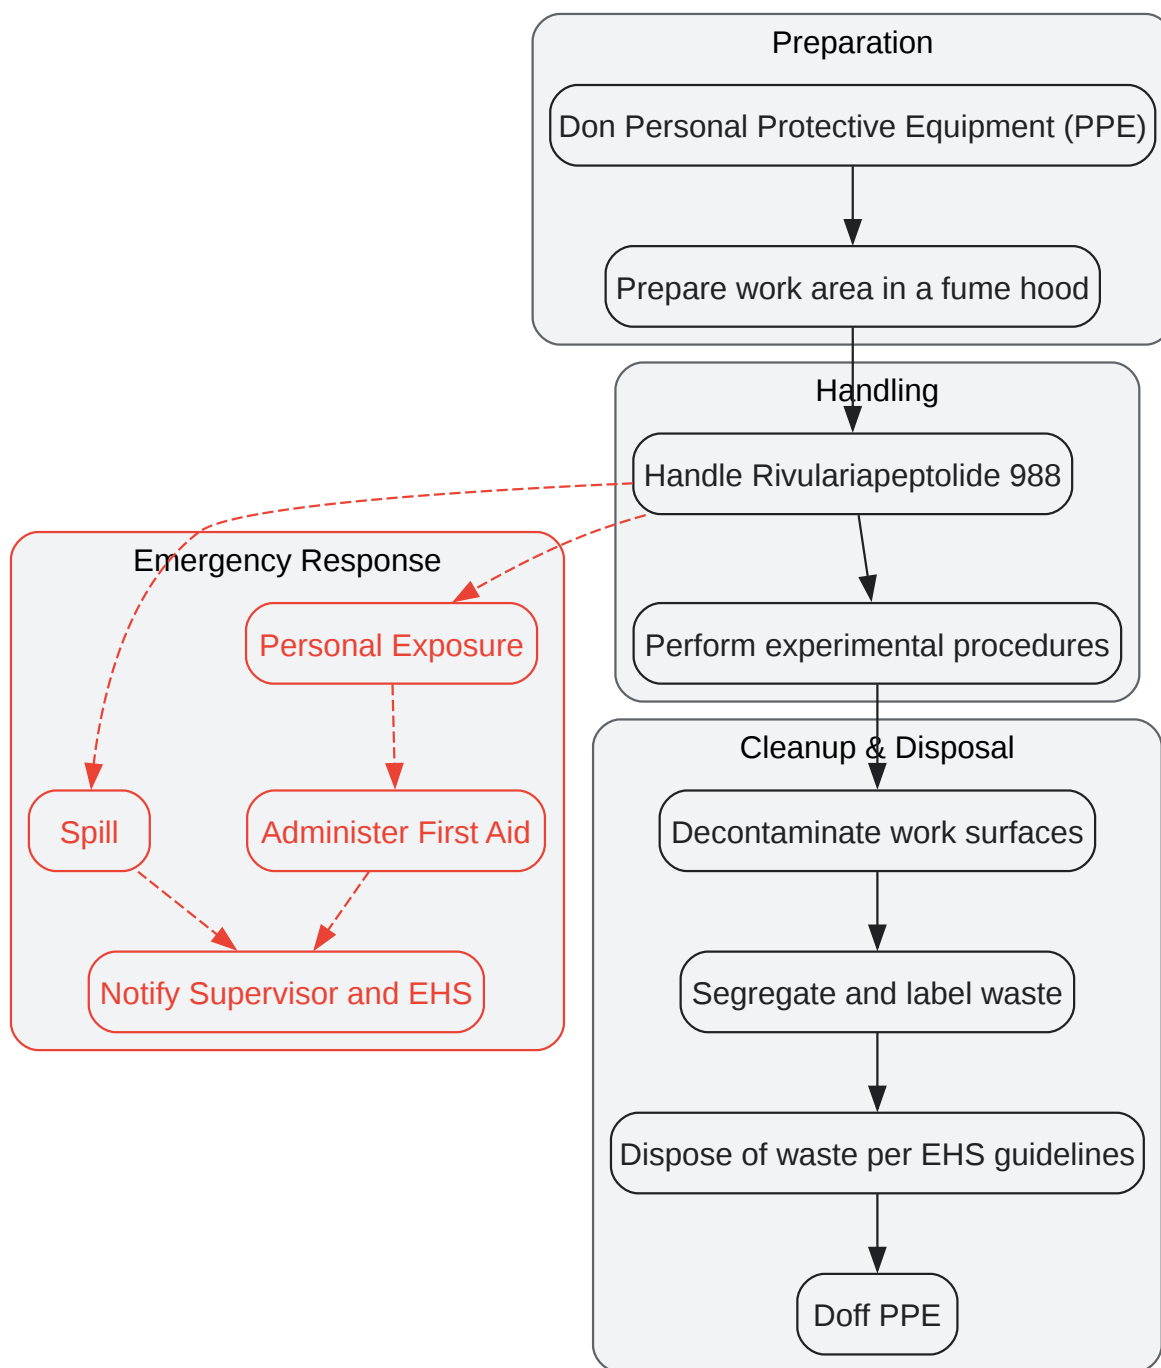 Preparation
Don Personal Protective Equipment (PPE)
Prepare work area in a fume hood
Handling
Handle Rivulariapeptolide 988
Perform experimental procedures
Emergency Response
Personal Exposure
Spill
Administer First Aid
Notify Supervisor and EHS
Cleanup & Disposal
Decontaminate work surfaces
Segregate and label waste
Dispose of waste per EHS guidelines
Doff PPE